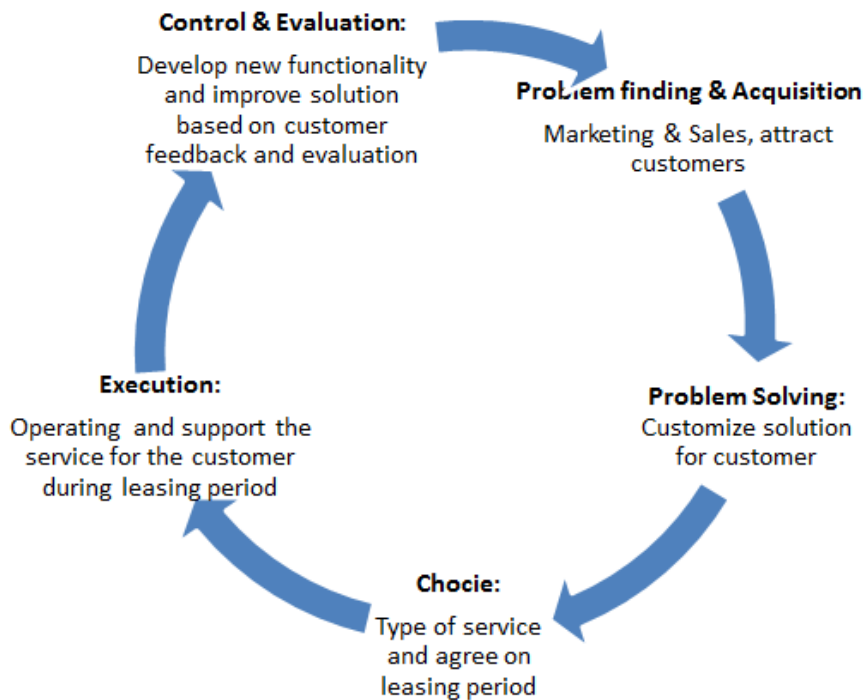 Control & Evaluation:
Develop new functionality
and improve solution
based on customer
feedback and evaluation
Problem finding & Acquisition
Marketing & Sales, attract
customers
Problem Solving:
Customize solution
for customer
Chocie:
Type of service
and agree on
leasing period
Execution:
Operating and support the
service for the customer
during leasing period